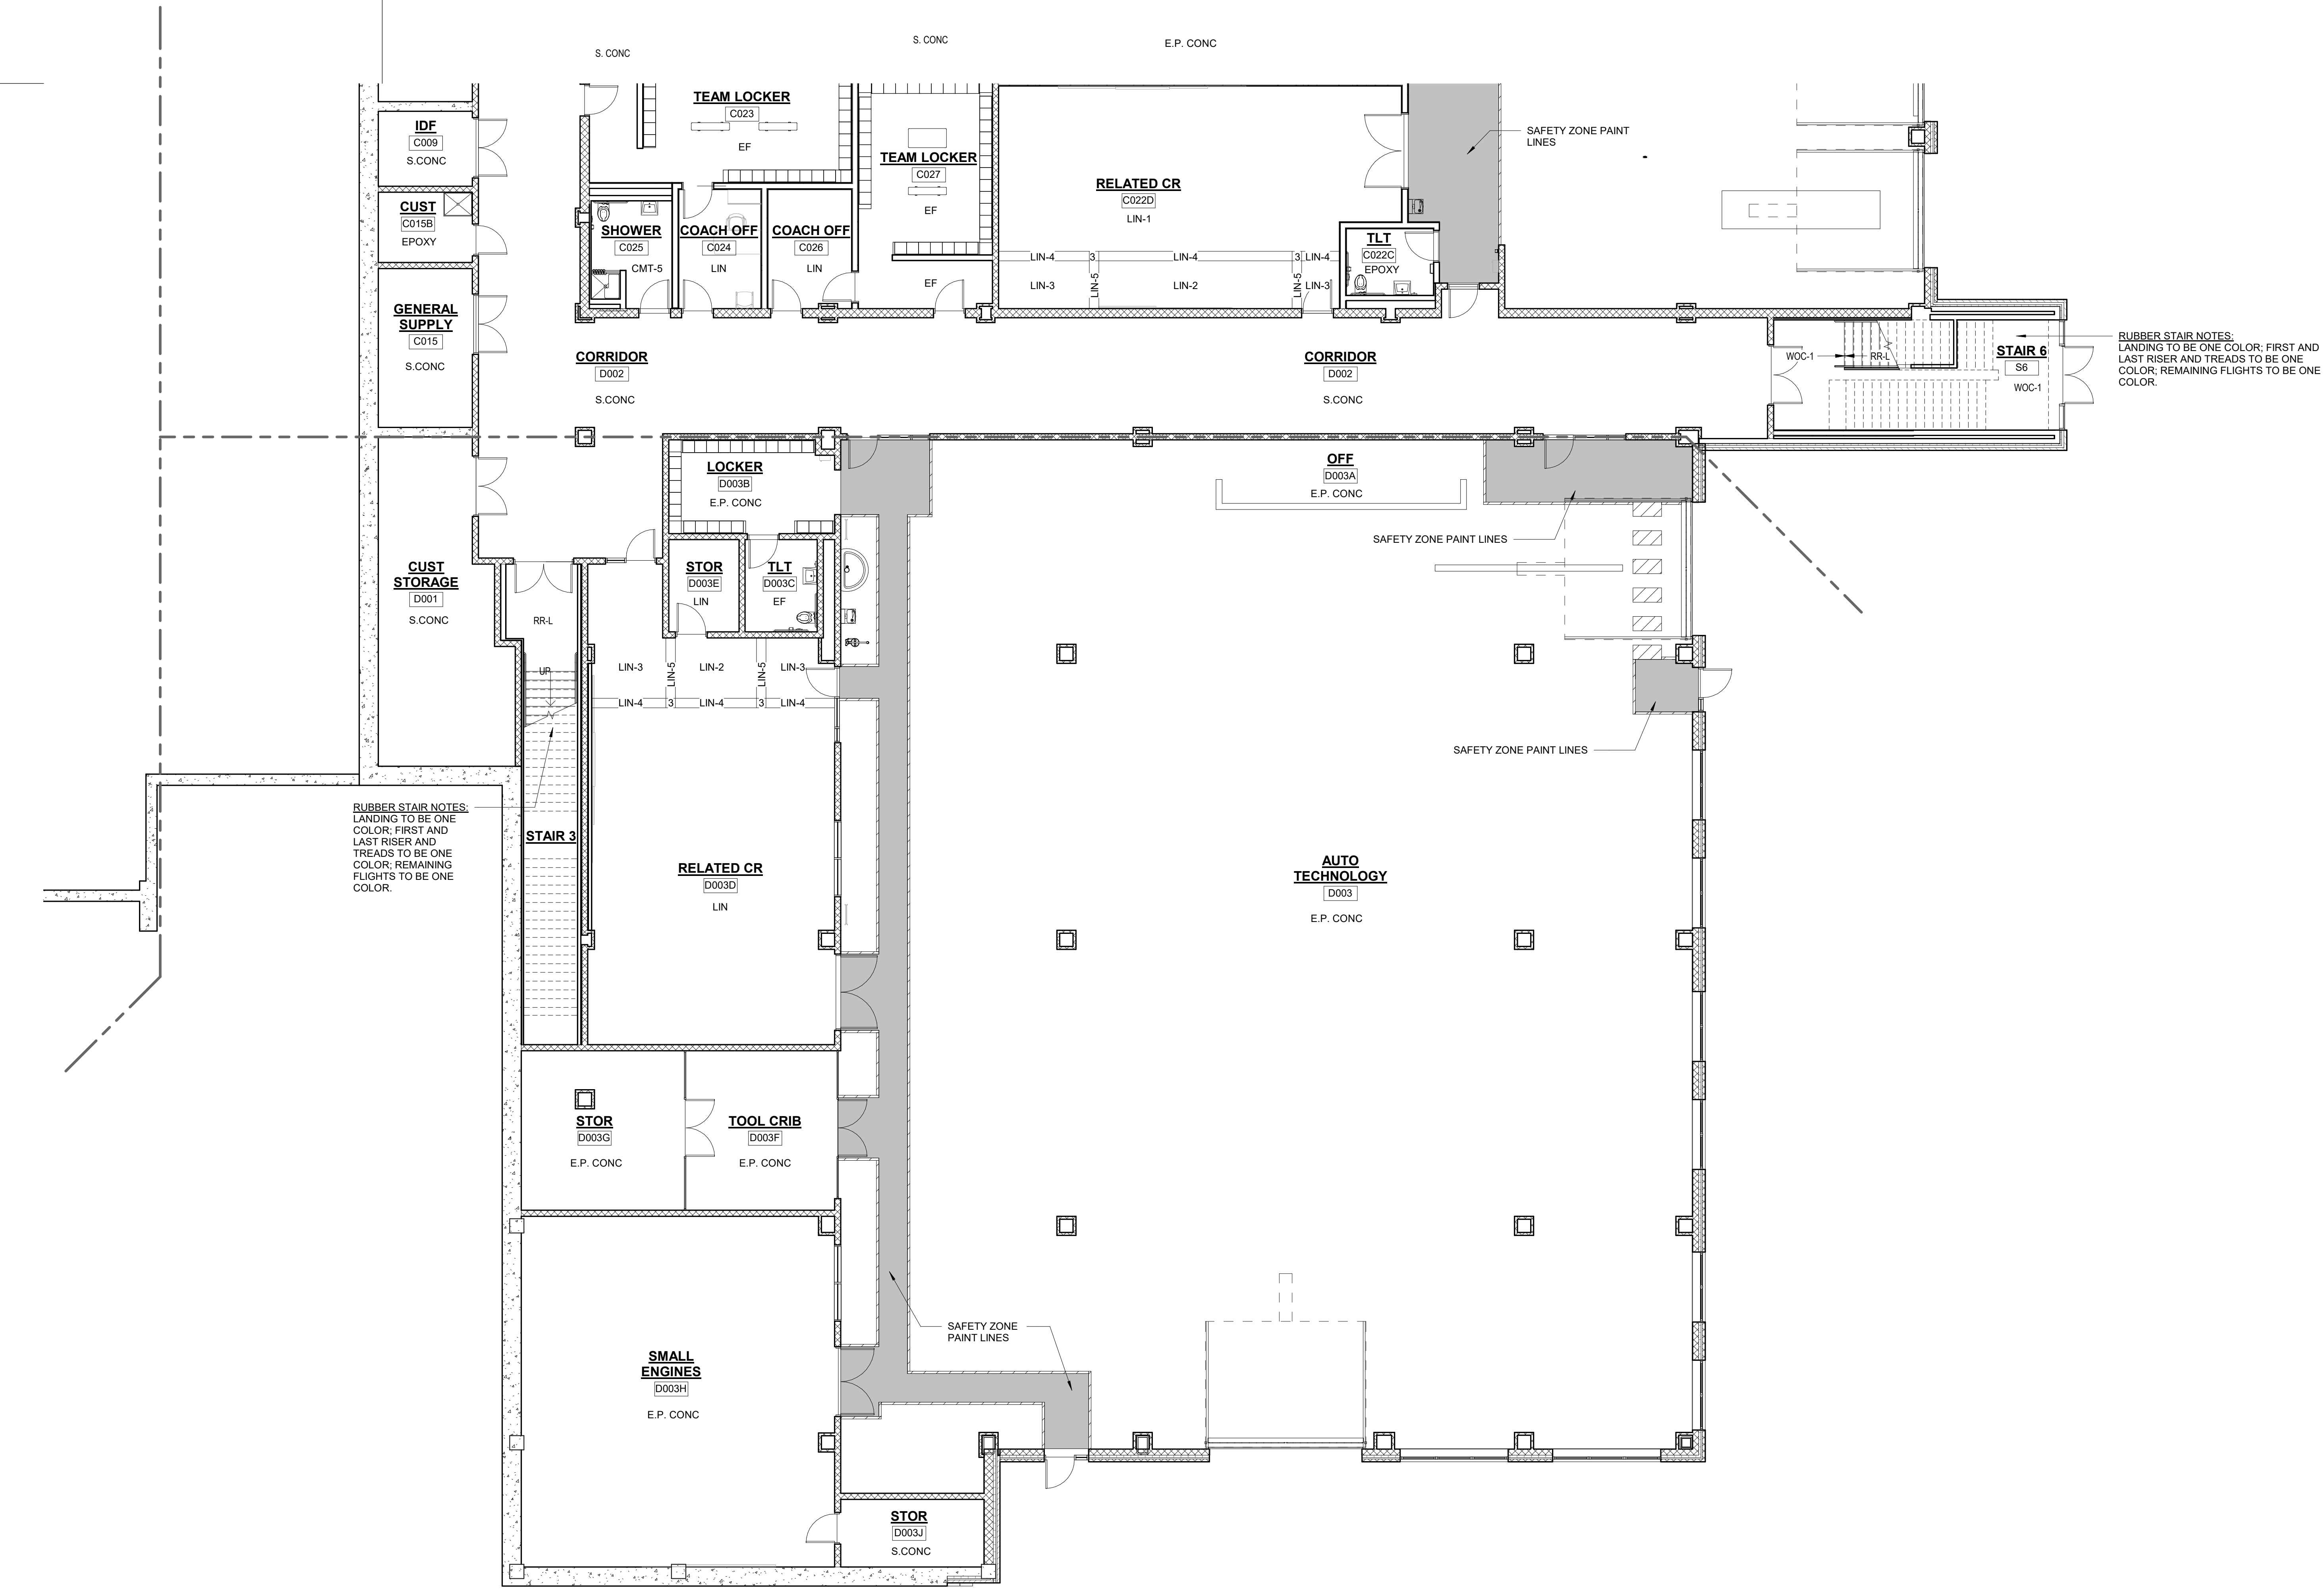 S. CONC
S. CONC
E.P. CONC
TEAM LOCKER
C023
EF
IDF
C009
S.CONC
SAFETY ZONE PAINT
LINES
TEAM LOCKER
C027
EF
RELATED CR
C022D
LIN-1
CUST
C015B
EPOXY
SHOWER
C025
CMT-5
COACH OFF
C024
LIN
COACH OFF
C026
LIN
EF
TLT
C022C
EPOXY
LIN-4
3
LIN-4
3
LIN-4
LIN-3
LIN-5
LIN-2
LIN-5
LIN-3
GENERAL
SUPPLY
C015
S.CONC
CORRIDOR
D002
S.CONC
CORRIDOR
D002
S.CONC
WOC-1
RR-L
STAIR 6
S6
WOC-1
RUBBER STAIR NOTES:
LANDING TO BE ONE COLOR; FIRST AND
LAST RISER AND TREADS TO BE ONE
COLOR; REMAINING FLIGHTS TO BE ONE
COLOR.
LOCKER
D003B
E.P. CONC
OFF
D003A
E.P. CONC
SAFETY ZONE PAINT LINES
CUST
STORAGE
D001
S.CONC
STOR
D003E
LIN
TLT
D003C
EF
RR-L
UP
LIN-3
LIN-5
LIN-2
LIN-5
LIN-3
LIN-4
3
LIN-4
3
LIN-4
SAFETY ZONE PAINT LINES
RUBBER STAIR NOTES:
LANDING TO BE ONE
COLOR; FIRST AND
LAST RISER AND
TREADS TO BE ONE
COLOR; REMAINING
FLIGHTS TO BE ONE
COLOR.
STAIR 3
RELATED CR
D003D
LIN
AUTO
TECHNOLOGY
D003
E.P. CONC
STOR
D003G
E.P. CONC
TOOL CRIB
D003F
E.P. CONC
SAFETY ZONE
PAINT LINES
SMALL
ENGINES
D003H
E.P. CONC
STOR
D003J
S.CONC